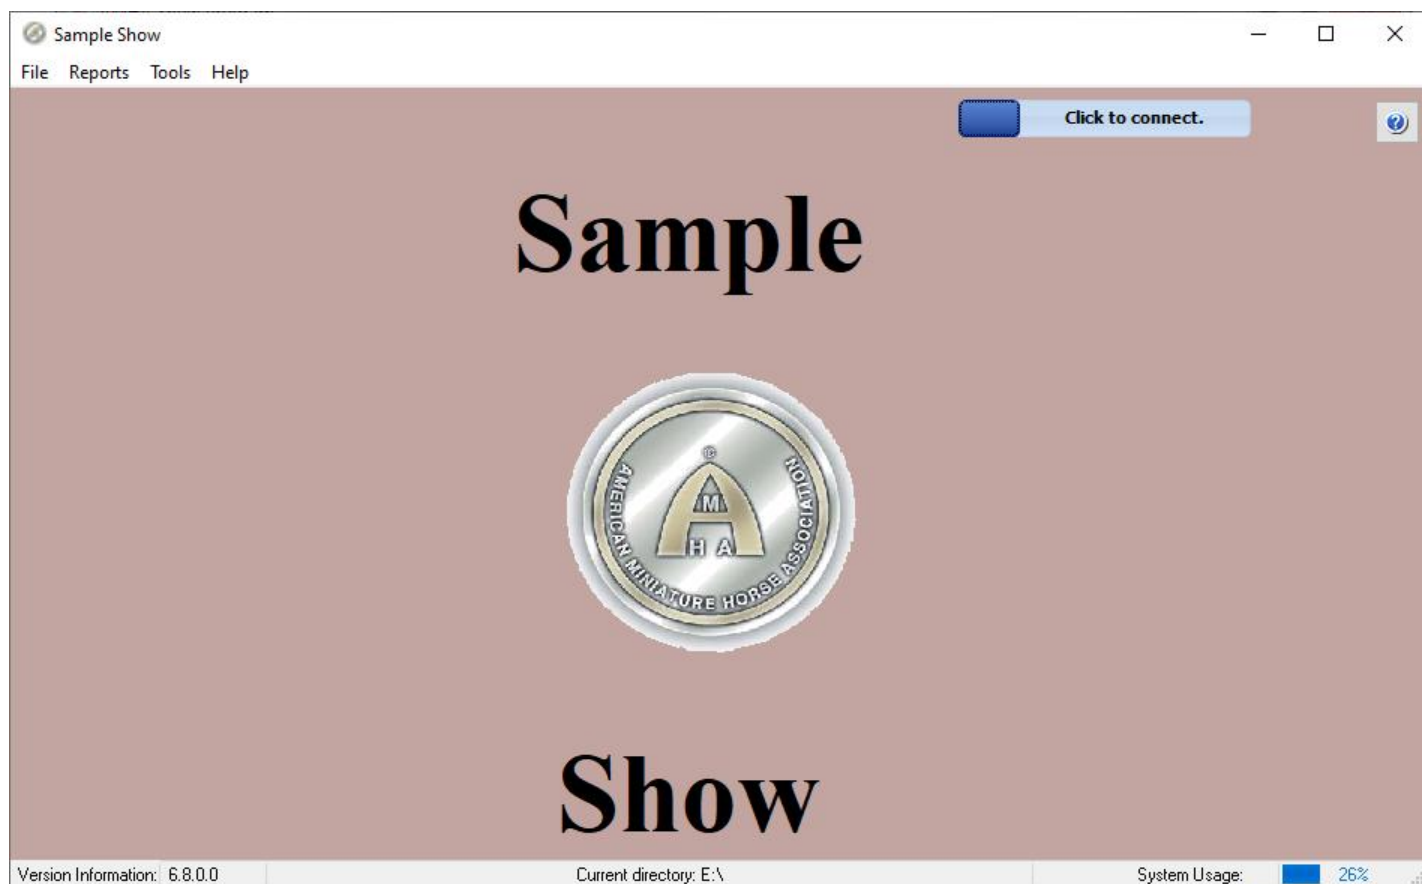 Sample Show
File Reports Tools Help
Click to connect.
Sample
©
M
H A
AMERICAN MINIATURE HORSE ASSOCIATION
Show
Version Information: 6.8.0.0 Current directory: E:\ System Usage: 26%